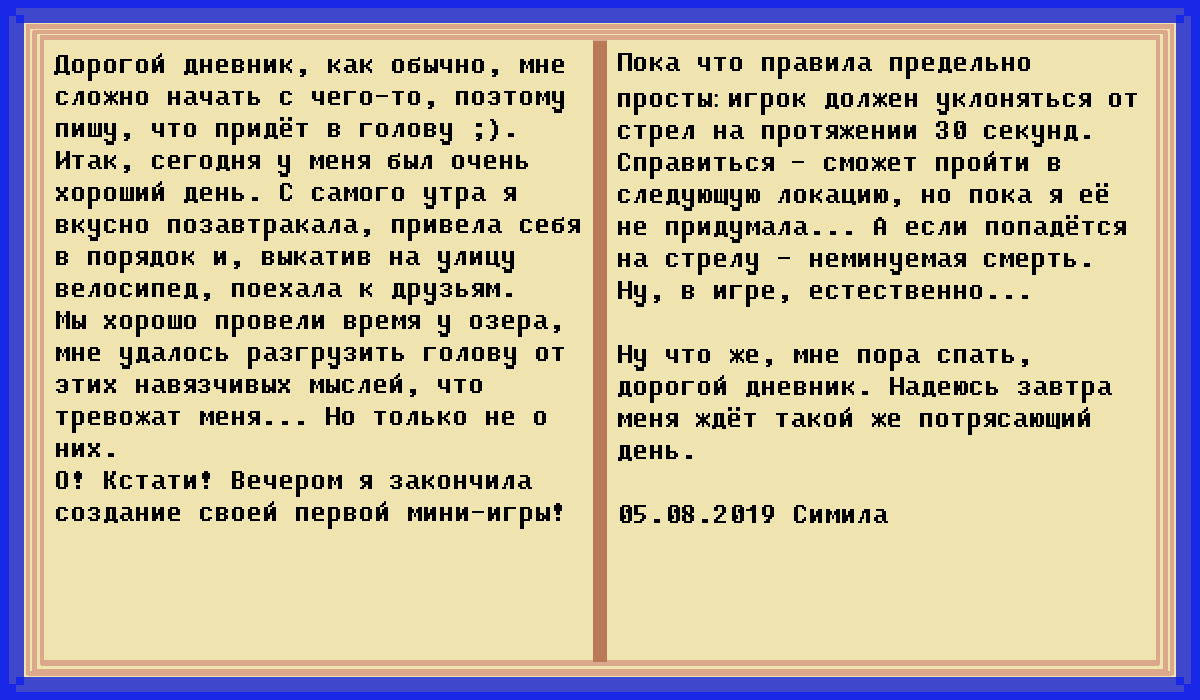 Дорогой дневник, как обычно, мне
сложно начать с чего-то, поэтому
пишу, что придёт в голову ;).
Итак, сегодня у меня был очень
хороший день. С самого утра я
вкусно позавтракала, привела себя
в порядок и, выкатив на улицу
велосипед, поехала к друзьям.
Мы хорошо провели время у озера,
мне удалось разгрузить голову от
этих навязчивых мыслей, что
тревожат меня... Но только не о
них.
О! Кстати! Вечером я закончила
создание своей первой мини-игры!
Пока что правила предельно
просты: игрок должен уклоняться от
стрел на протяжении 30 секунд.
Справиться - сможет пройти в
следующую локацию, но пока я её
не придумала... А если попадётся
на стрелу - неминуемая смерть.
Ну, в игре, естественно...
Ну что же, мне пора спать,
дорогой дневник. Надеюсь завтра
меня ждёт такой же потрясающий
день.
05.08.2019 Симила